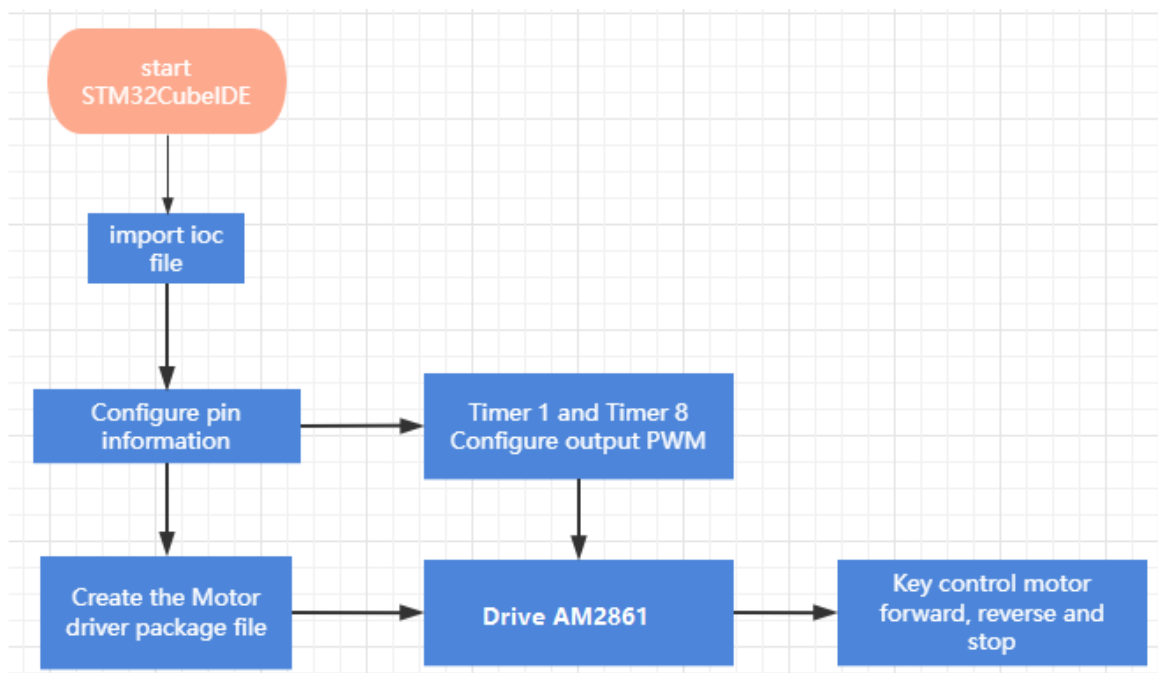 start
STM32CubeIDE
import ioc
file
Configure pin
information
Timer 1 and Timer 8
Configure output PWM
Create the Motor
driver package file
Drive AM2861
Key control motor
forward, reverse and
stop